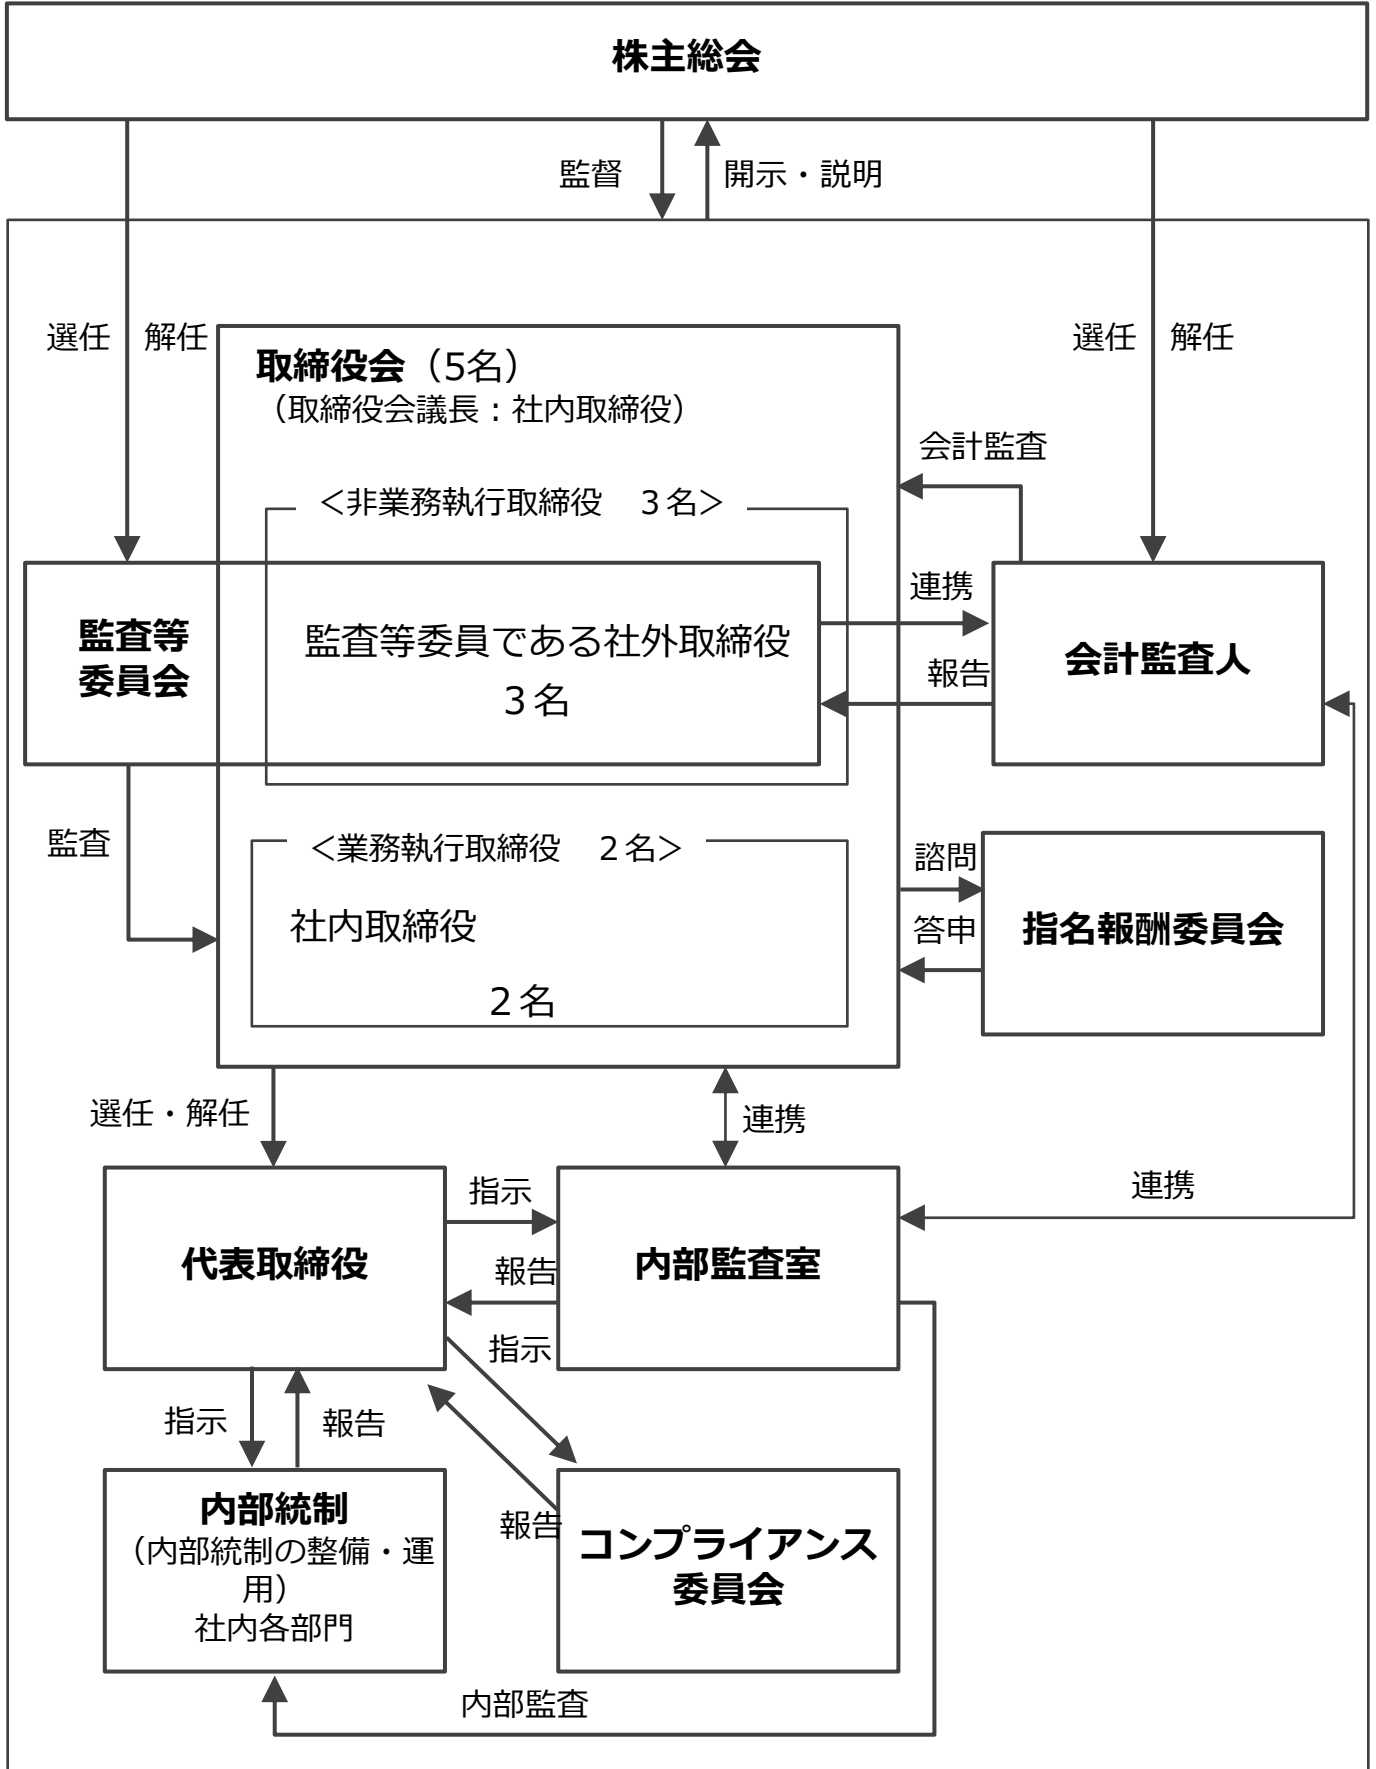 株主総会
監督
開示・説明
選任
解任
選任
解任
取締役会（5名）
（取締役会議長：社内取締役）
会計監査
＜非業務執行取締役　３名＞
連携
監査等
委員会
監査等委員である社外取締役
３名
会計監査人
報告
監査
＜業務執行取締役　２名＞
社内取締役
２名
諮問
答申
指名報酬委員会
選任・解任
連携
連携
指示
代表取締役
内部監査室
報告
指示
指示
報告
内部統制
（内部統制の整備・運
用）
社内各部門
報告
コンプライアンス
委員会
内部監査